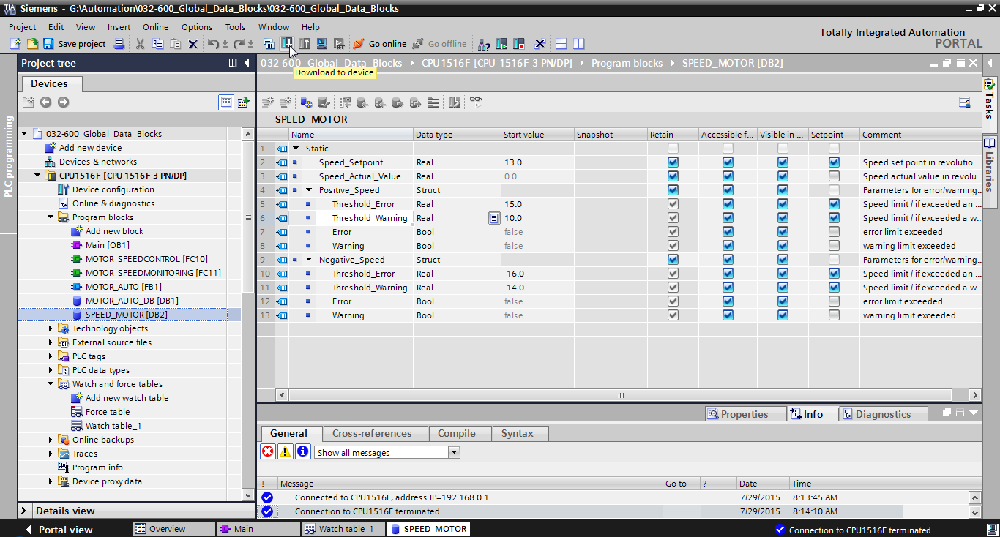 TIA V13 Siemens - G:\Automation\032-600_Global_Data_Blocks\032-600_Global_Data_Blocks
Project Edit View Insert Online Options Tools Window Help
Totally Integrated Automation
PORTAL
Save project Go online Go offline
Download to device
Project tree
032-600_Global_Data_Blocks CPU1516F [CPU 1516F-3 PN/DP] Program blocks SPEED_MOTOR [DB2]
Devices
PLC programming
032-600_Global_Data_Blocks
Add new device
Devices & networks
CPU1516F [CPU 1516F-3 PN/DP]
Device configuration
Online & diagnostics
Program blocks
Add new block
Main [OB1]
MOTOR_SPEEDCONTROL [FC10]
MOTOR_SPEEDMONITORING [FC11]
MOTOR_AUTO [FB1]
MOTOR_AUTO_DB [DB1]
SPEED_MOTOR [DB2]
Technology objects
External source files
PLC tags
PLC data types
Watch and force tables
Add new watch table
Force table
Watch table_1
Online backups
Traces
Program info
Device proxy data
Details view
SPEED_MOTOR
Name Data type Start value Snapshot Retain Accessible f... Visible in ... Setpoint Comment
1 Static
2 Speed_Setpoint Real 13.0 Speed set point in revolutio...
3 Speed_Actual_Value Real 0.0 Speed actual value in revolu...
4 Positive_Speed Struct Parameters for error/warning...
5 Threshold_Error Real 15.0 Speed limit / if exceeded an ...
6 Threshold_Warning Real 10.0 Speed limit / if exceeded a w...
7 Error Bool false error limit exceeded
8 Warning Bool false warning limit exceeded
9 Negative_Speed Struct Parameters for error/warning...
10 Threshold_Error Real -16.0 Speed limit / if exceeded an ...
11 Threshold_Warning Real -14.0 Speed limit / if exceeded a w...
12 Error Bool false error limit exceeded
13 Warning Bool false warning limit exceeded
Tasks
Libraries
Properties Info Diagnostics
General Cross-references Compile Syntax
Show all messages
! Message Go to ? Date Time
Connected to CPU1516F, address IP=192.168.0.1. 7/29/2015 8:13:45 AM
Connection to CPU1516F terminated. 7/29/2015 8:14:10 AM
Portal view Overview Main Watch table_1 SPEED_MOTOR Connection to CPU1516F terminated.